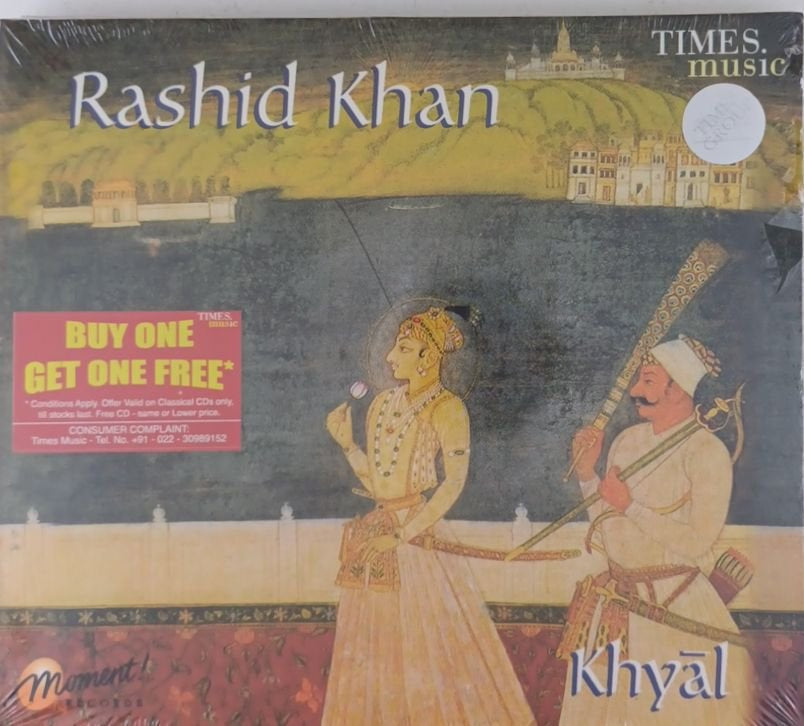 Rashid Khan
TIMES.
music
TIMES
GROUP
TIMES.
music
BUY ONE
GET ONE FREE*
* Conditions Apply. Offer Valid on Classical CDs only,
till stocks last. Free CD - same or Lower price.
CONSUMER COMPLAINT:
Times Music - Tel. No. +91 - 022 - 30989152
Moment!
RECORDS
Khyāl